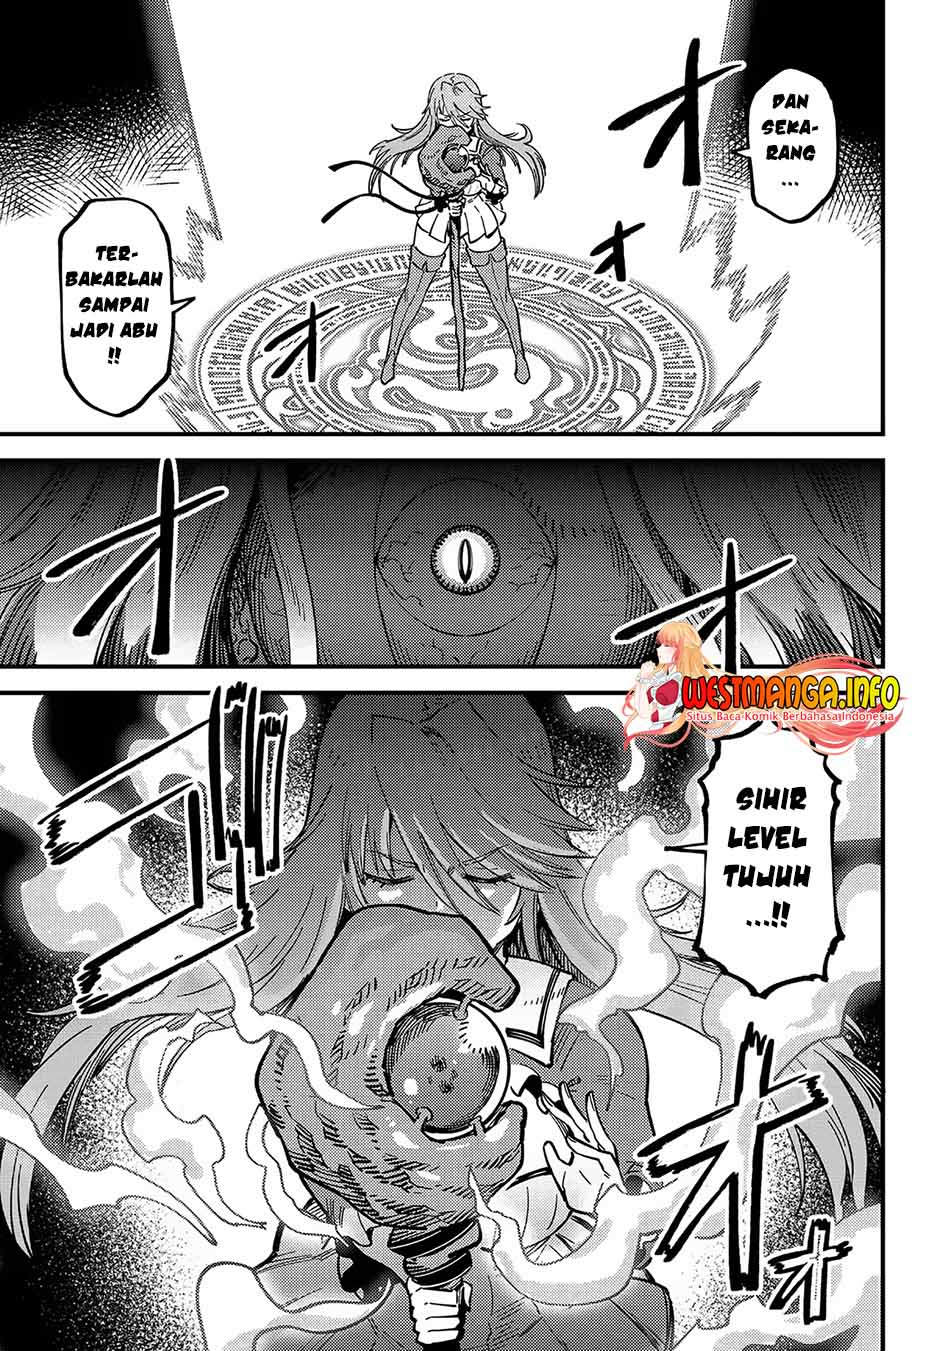 DAN
SEKA-
RANG
...
TER-
BAKARLAH
SAMPAI
JADI ABU
!!
オ
オ
オ
オ
オ
WESTMANGA.INFO
Situs Baca Komik Berbahasa Indonesia
SIHIR
LEVEL
TUJUH
...!!
ゴ
オ
オ